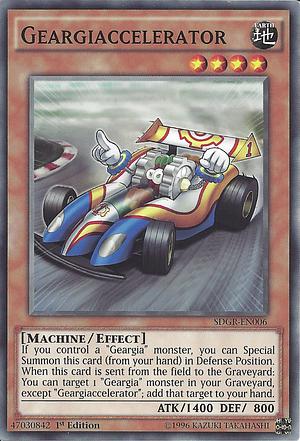 GEARGIACCELERATOR
EARTH
地
1
SDGR-EN006
[MACHINE/EFFECT]
If you control a "Geargia" monster, you can Special
Summon this card (from your hand) in Defense Position.
When this card is sent from the field to the Graveyard:
You can target 1 "Geargia" monster in your Graveyard,
except "Geargiaccelerator"; add that target to your hand.
ATK/1400 DEF/ 800
47030842 1st Edition ©1996 KAZUKI TAKAHASHI